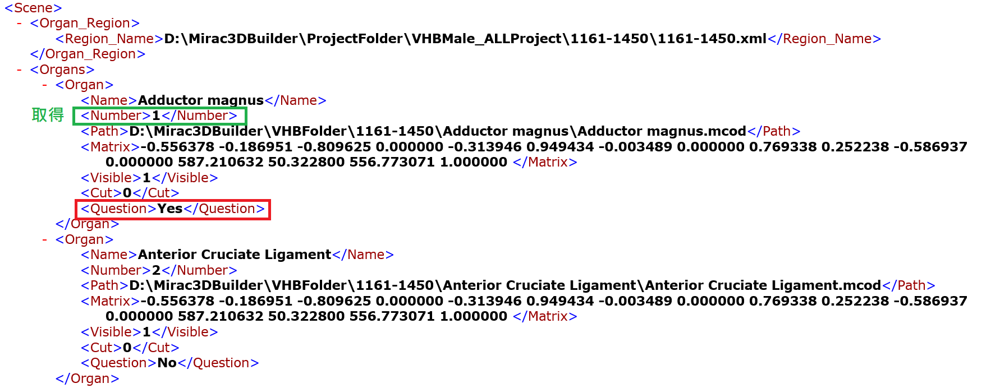 <Scene>
- <Organ_Region>
<Region_Name>D:\Mirac3DBuilder\ProjectFolder\VHBMale_ALLProject\1161-1450\1161-1450.xml</Region_Name>
</Organ_Region>
- <Organs>
- <Organ>
<Name>Adductor magnus</Name>
取得 <Number>1</Number>
<Path>D:\Mirac3DBuilder\VHBFolder\1161-1450\Adductor magnus\Adductor magnus.mcod</Path>
<Matrix>-0.556378 -0.186951 -0.809625 0.000000 -0.313946 0.949434 -0.003489 0.000000 0.769338 0.252238 -0.586937
0.000000 587.210632 50.322800 556.773071 1.000000 </Matrix>
<Visible>1</Visible>
<Cut>0</Cut>
<Question>Yes</Question>
</Organ>
- <Organ>
<Name>Anterior Cruciate Ligament</Name>
<Number>2</Number>
<Path>D:\Mirac3DBuilder\VHBFolder\1161-1450\Anterior Cruciate Ligament\Anterior Cruciate Ligament.mcod</Path>
<Matrix>-0.556378 -0.186951 -0.809625 0.000000 -0.313946 0.949434 -0.003489 0.000000 0.769338 0.252238 -0.586937
0.000000 587.210632 50.322800 556.773071 1.000000 </Matrix>
<Visible>1</Visible>
<Cut>0</Cut>
<Question>No</Question>
</Organ>